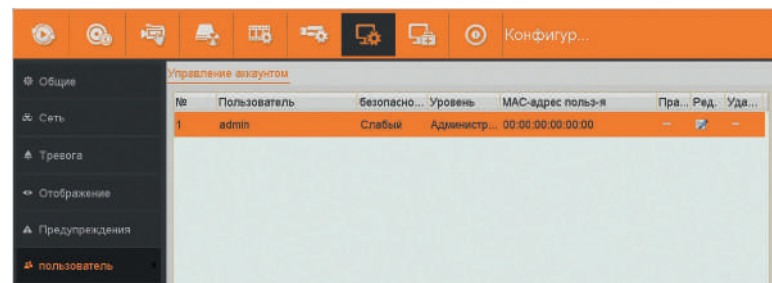 Конфигур...
Общие
Сеть
Тревога
Отображение
Предупреждения
пользователь
Управление аккаунтом
№ Пользователь безопасно... Уровень МАС-адрес польз-я Пра... Ред. Уда...
1 admin Слабый Администр... 00:00:00:00:00:00 – –